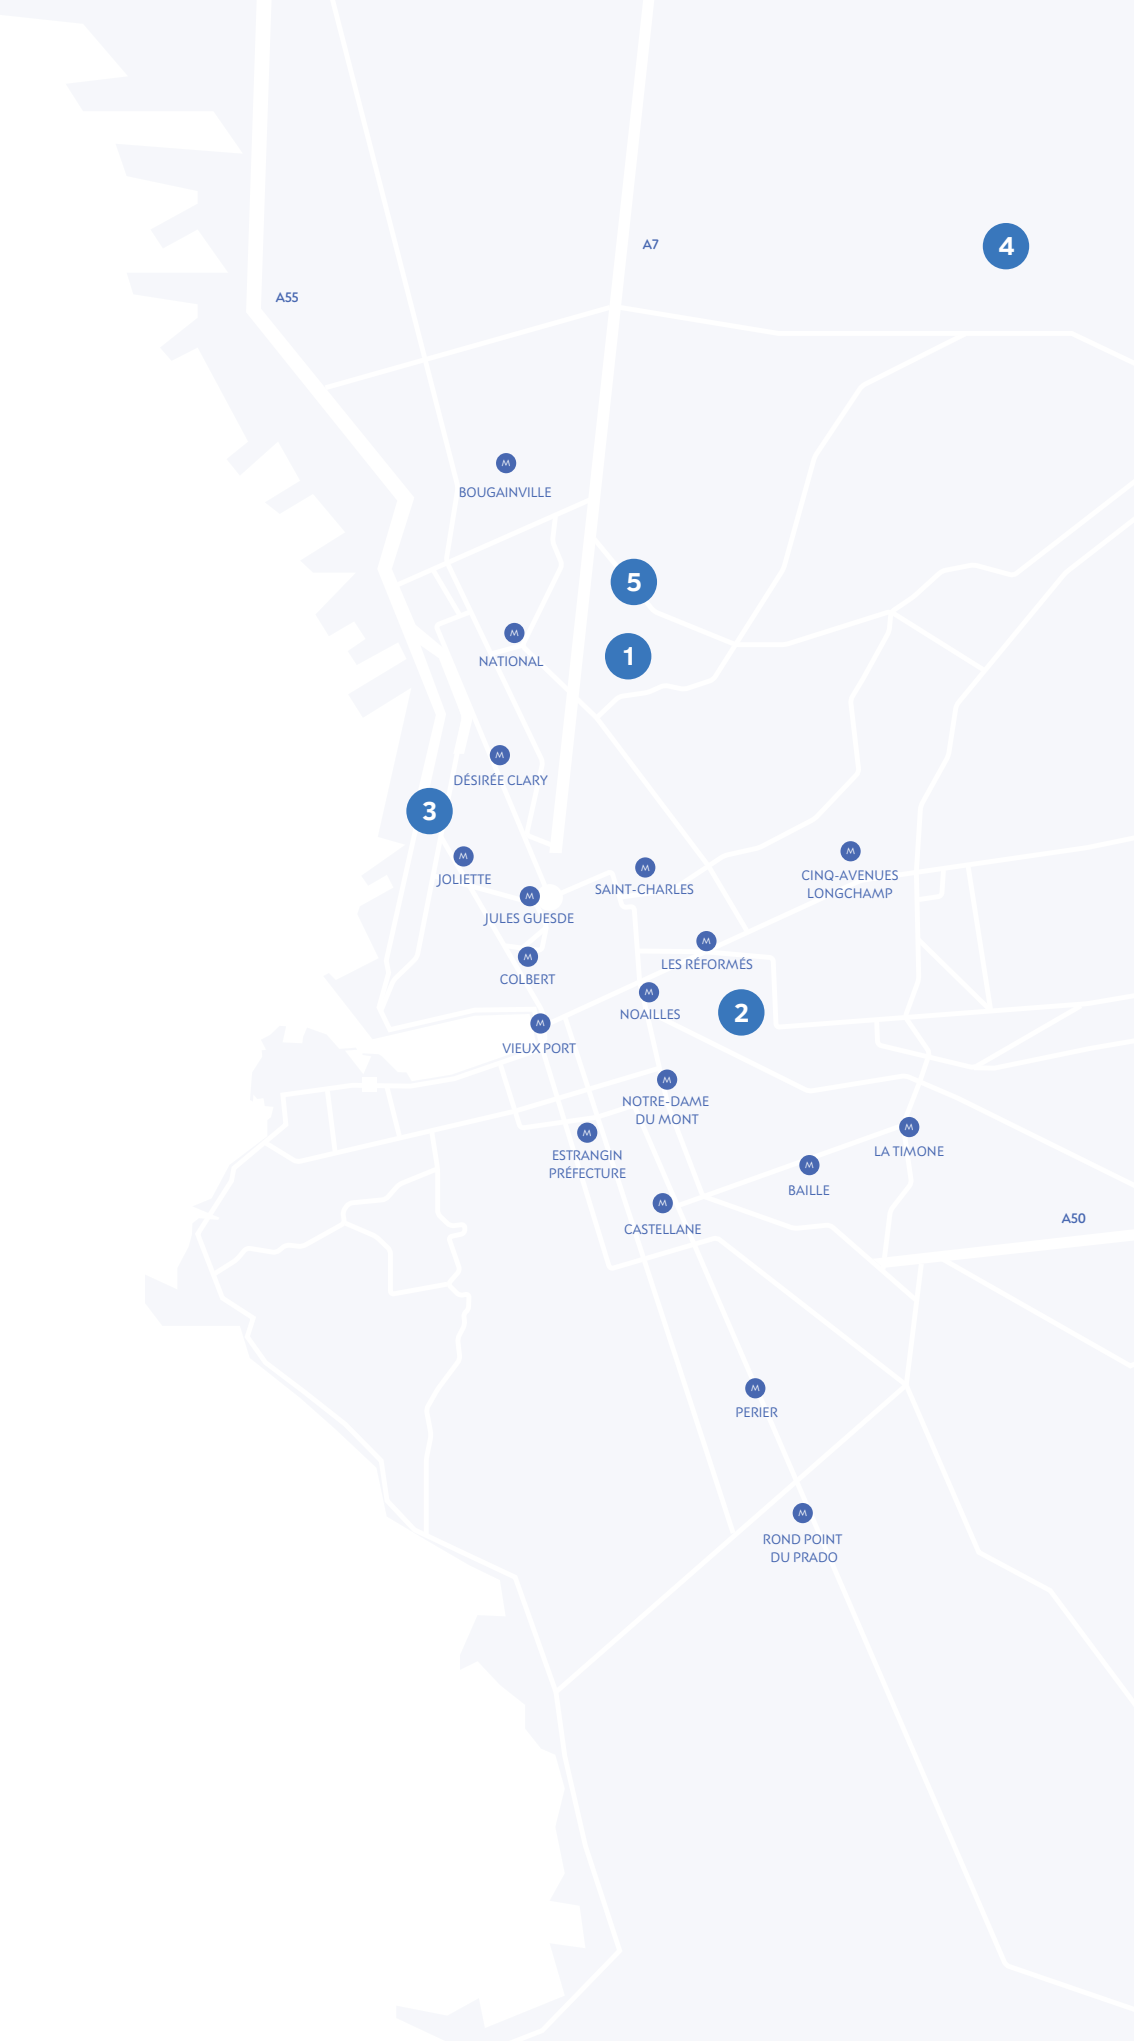 A7
4
A55
M
BOUGAINVILLE
5
M
NATIONAL
1
M
DÉSIRÉE CLARY
3
M
JOLIETTE
M
SAINT-CHARLES
M
CINQ-AVENUES
LONGCHAMP
M
JULES GUESDE
M
LES RÉFORMÉS
M
COLBERT
M
NOAILLES
2
M
VIEUX PORT
M
NOTRE-DAME
DU MONT
M
ESTRANGIN
PRÉFECTURE
M
LA TIMONE
M
BAILLE
M
CASTELLANE
A50
M
PERIER
M
ROND POINT
DU PRADO